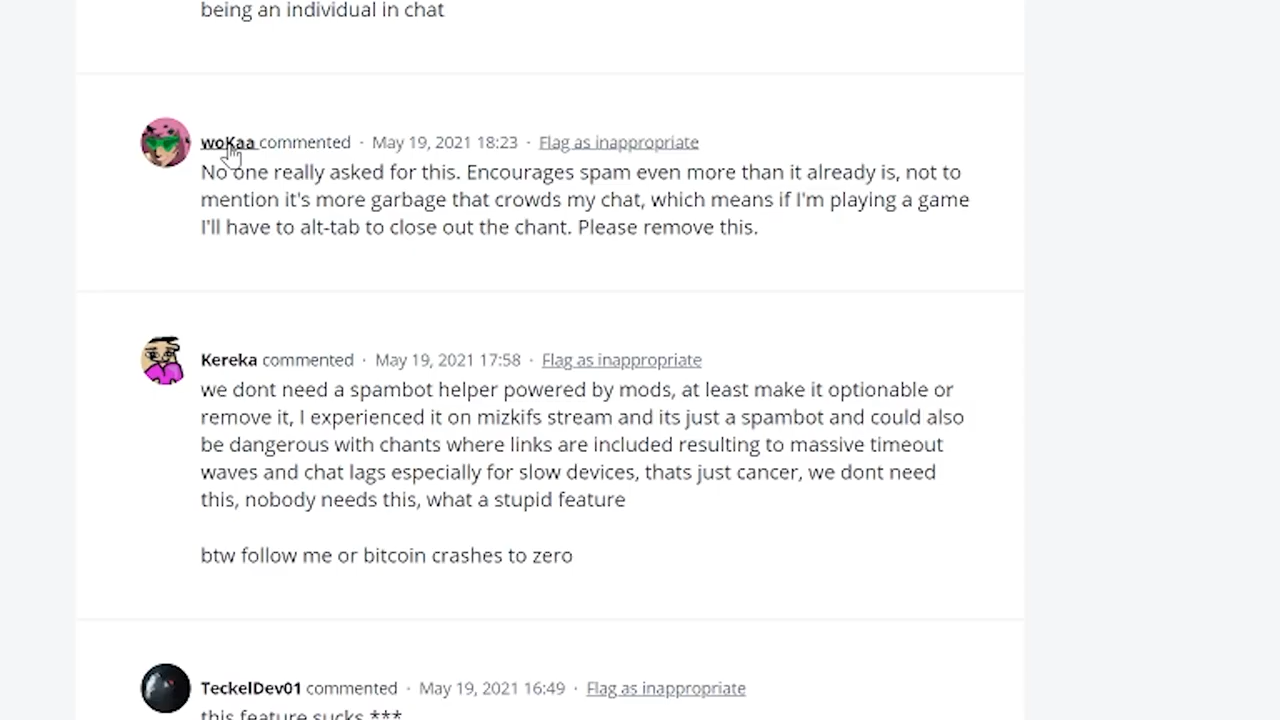 being an individual in chat
woKaa commented · May 19, 2021 18:23 · Flag as inappropriate
No one really asked for this. Encourages spam even more than it already is, not to
mention it's more garbage that crowds my chat, which means if I'm playing a game
I'll have to alt-tab to close out the chant. Please remove this.
Kereka commented · May 19, 2021 17:58 · Flag as inappropriate
we dont need a spambot helper powered by mods, at least make it optionable or
remove it, I experienced it on mizkifs stream and its just a spambot and could also
be dangerous with chants where links are included resulting to massive timeout
waves and chat lags especially for slow devices, thats just cancer, we dont need
this, nobody needs this, what a stupid feature
btw follow me or bitcoin crashes to zero
TeckelDev01 commented · May 19, 2021 16:49 · Flag as inappropriate
this feature sucks ***